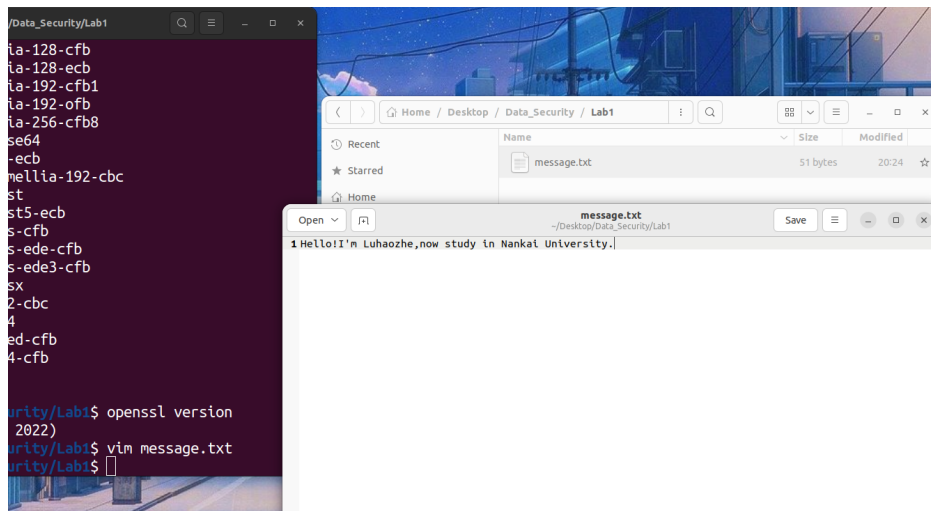 /Data_Security/Lab1
ia-128-cfb
ia-128-ecb
ia-192-cfb1
ia-192-ofb
ia-256-cfb8
se64
-ecb
mellia-192-cbc
st
st5-ecb
s-cfb
s-ede-cfb
s-ede3-cfb
sx
2-cbc
4
ed-cfb
4-cfb
urity/Lab1$ openssl version
2022)
urity/Lab1$ vim message.txt
urity/Lab1$
Home / Desktop / Data_Security / Lab1
Recent
Starred
Home
Name Size Modified
message.txt 51 bytes 20:24
Open message.txt Save
~/Desktop/Data_Security/Lab1
1 Hello!I'm Luhaozhe,now study in Nankai University.